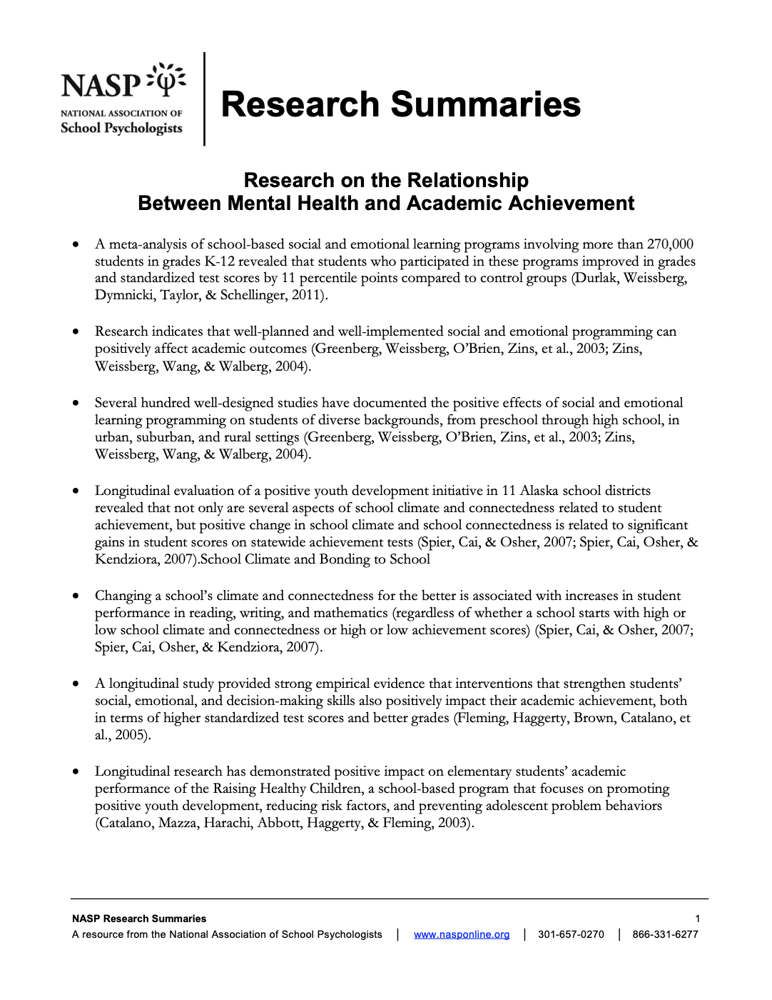 NASP
NATIONAL ASSOCIATION OF
School Psychologists
Research Summaries
Research on the Relationship
Between Mental Health and Academic Achievement
• A meta-analysis of school-based social and emotional learning programs involving more than 270,000
students in grades K-12 revealed that students who participated in these programs improved in grades
and standardized test scores by 11 percentile points compared to control groups (Durlak, Weissberg,
Dymnicki, Taylor, & Schellinger, 2011).
• Research indicates that well-planned and well-implemented social and emotional programming can
positively affect academic outcomes (Greenberg, Weissberg, O’Brien, Zins, et al., 2003; Zins,
Weissberg, Wang, & Walberg, 2004).
• Several hundred well-designed studies have documented the positive effects of social and emotional
learning programming on students of diverse backgrounds, from preschool through high school, in
urban, suburban, and rural settings (Greenberg, Weissberg, O’Brien, Zins, et al., 2003; Zins,
Weissberg, Wang, & Walberg, 2004).
• Longitudinal evaluation of a positive youth development initiative in 11 Alaska school districts
revealed that not only are several aspects of school climate and connectedness related to student
achievement, but positive change in school climate and school connectedness is related to significant
gains in student scores on statewide achievement tests (Spier, Cai, & Osher, 2007; Spier, Cai, Osher, &
Kendziora, 2007).School Climate and Bonding to School
• Changing a school’s climate and connectedness for the better is associated with increases in student
performance in reading, writing, and mathematics (regardless of whether a school starts with high or
low school climate and connectedness or high or low achievement scores) (Spier, Cai, & Osher, 2007;
Spier, Cai, Osher, & Kendziora, 2007).
• A longitudinal study provided strong empirical evidence that interventions that strengthen students’
social, emotional, and decision-making skills also positively impact their academic achievement, both
in terms of higher standardized test scores and better grades (Fleming, Haggerty, Brown, Catalano, et
al., 2005).
• Longitudinal research has demonstrated positive impact on elementary students’ academic
performance of the Raising Healthy Children, a school-based program that focuses on promoting
positive youth development, reducing risk factors, and preventing adolescent problem behaviors
(Catalano, Mazza, Harachi, Abbott, Haggerty, & Fleming, 2003).
NASP Research Summaries 1
A resource from the National Association of School Psychologists | www.nasponline.org | 301-657-0270 | 866-331-6277